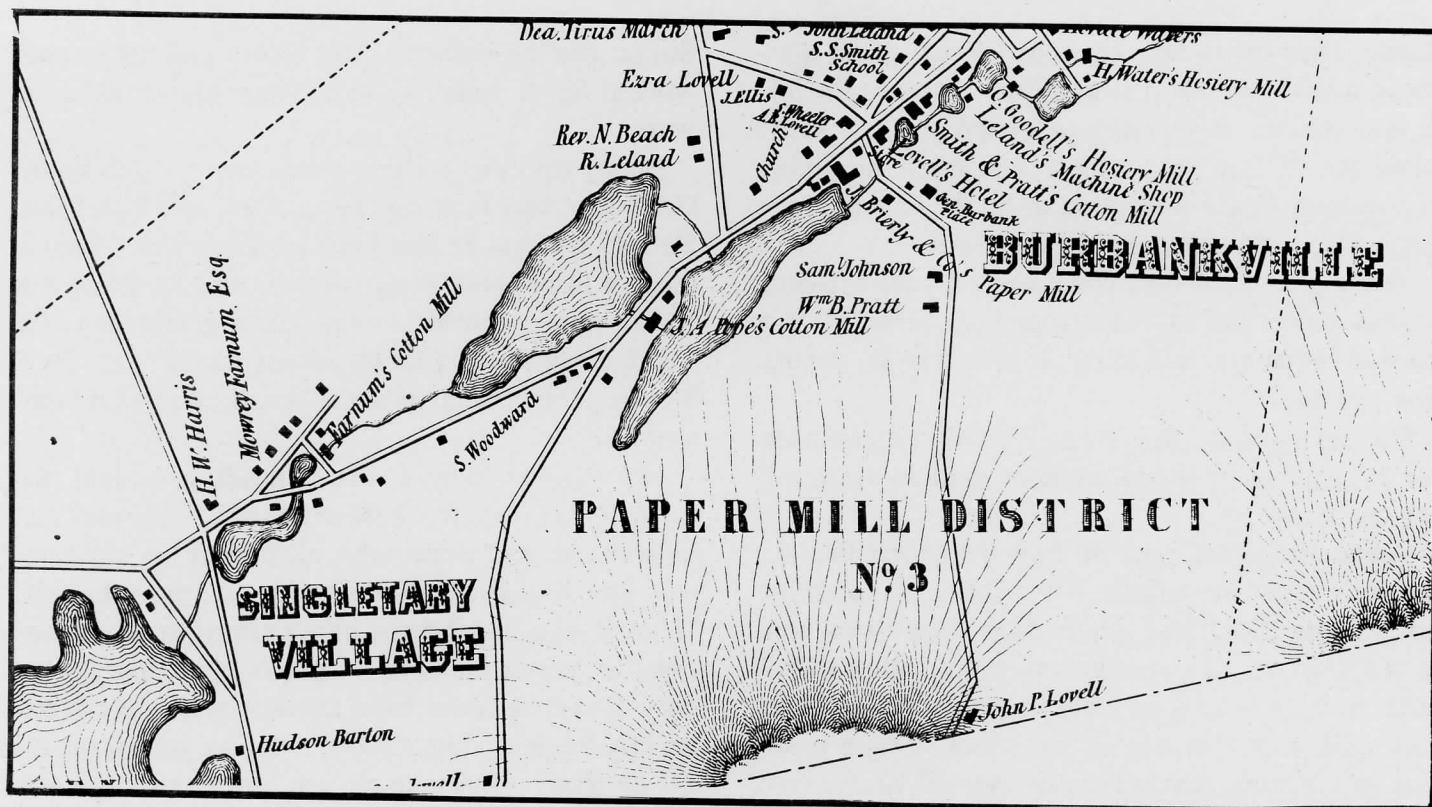 Dea. Tirus March
S.
John Leland
S. S. Smith
School
Horace Waters
H. Water's Hosiery Mill
Ezra Lovell
J. Ellis
S. Wheeler
A. B. Lovell
Church
Rev. N. Beach
R. Leland
Store
O. Goodell's Hosiery Mill
Leland's Machine Shop
Smith & Pratt's Cotton Mill
Lovell's Hotel
Gen. Burbank
Place
J. Brierly & Co's
Paper Mill
BURBANKVILLE
Saml. Johnson
Wm. B. Pratt
J. A. Pope's Cotton Mill
S. Woodward
Farnum's Cotton Mill
Mowrey Farnum Esq.
H. W. Harris
PAPER MILL DISTRICT
No. 3
SINGLETARY
VILLAGE
Hudson Barton
John P. Lovell